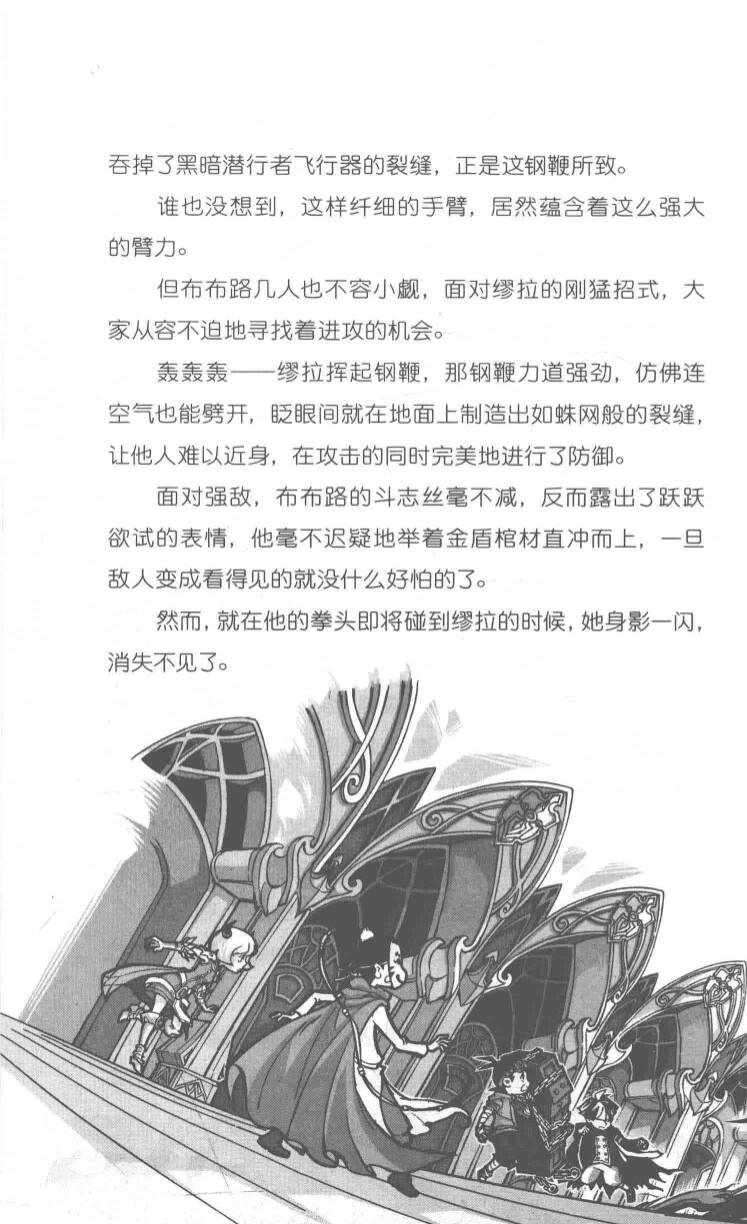 吞掉了黑暗潜行者飞行器的裂缝，正是这钢鞭所致。
谁也没想到，这样纤细的手臂，居然蕴含着这么强大
的臂力。
但布布路几人也不容小觑，面对缪拉的刚猛招式，大
家从容不迫地寻找着进攻的机会。
轰轰轰——缪拉挥起钢鞭，那钢鞭力道强劲，仿佛连
空气也能劈开，眨眼间就在地面上制造出如蛛网般的裂缝，
让他人难以近身，在攻击的同时完美地进行了防御。
面对强敌，布布路的斗志丝毫不减，反而露出了跃跃
欲试的表情，他毫不迟疑地举着金盾棺材直冲而上，一旦
敌人变成看得见的就没什么好怕的了。
然而，就在他的拳头即将碰到缪拉的时候，她身影一闪，
消失不见了。